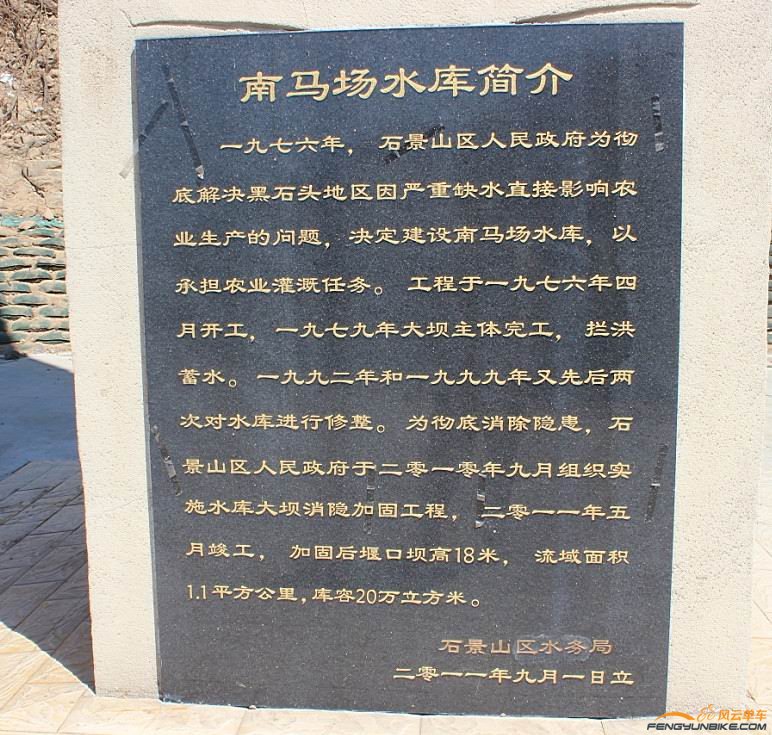 南马场水库简介
一九七六年，石景山区人民政府为彻
底解决黑石头地区因严重缺水直接影响农
业生产的问题，决定建设南马场水库，以
承担农业灌溉任务。工程于一九七六年四
月开工，一九七九年大坝主体完工，拦洪
蓄水。一九九二年和一九九九年又先后两
次对水库进行修整。为彻底消除隐患，石
景山区人民政府于二零一零年九月组织实
施水库大坝消隐加固工程，二零一一年五
月竣工，加固后堰口坝高18米，流域面积
1.1平方公里，库容20万立方米。
石景山区水务局
二零一一年九月一日立
风云单车
FENGYUNBIKE.COM